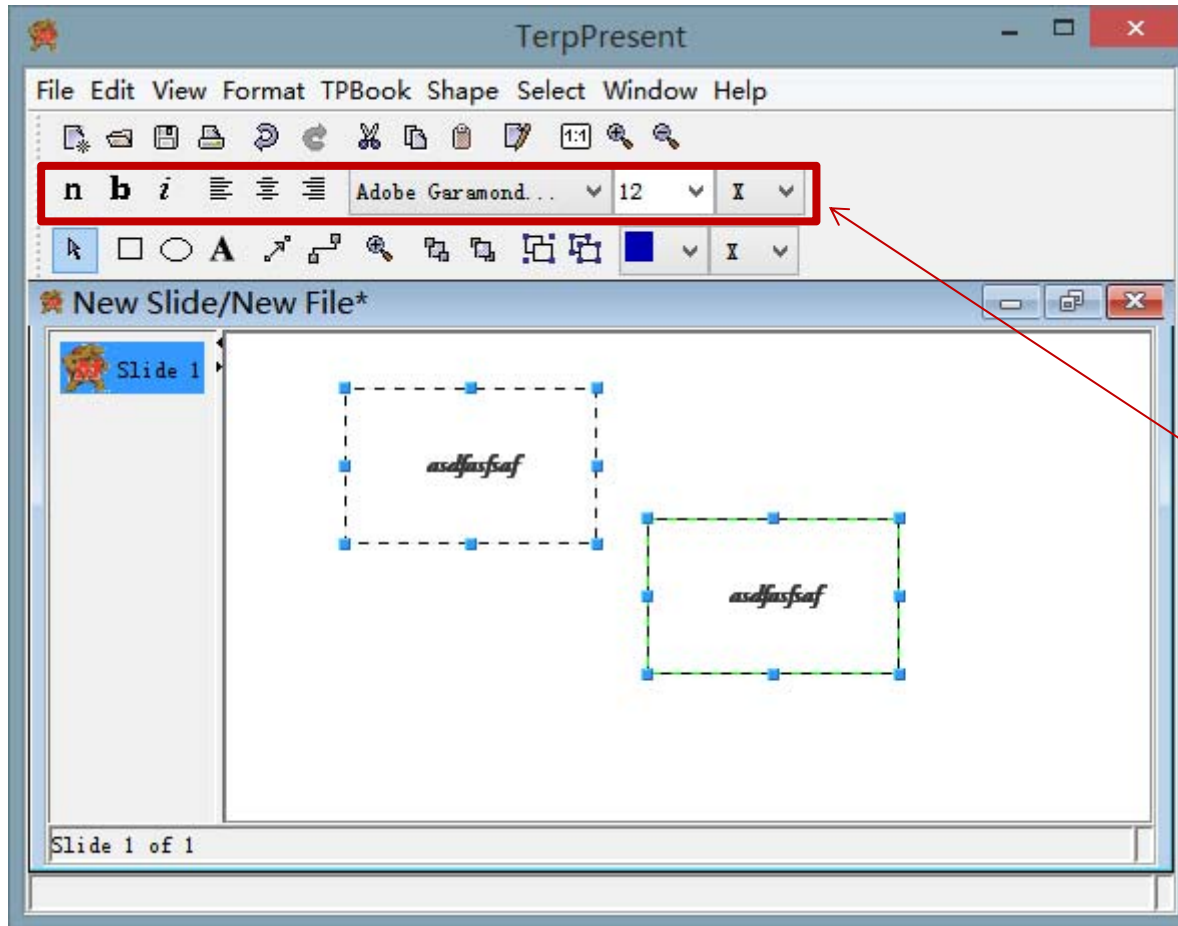 TerpPresent
File Edit View Format TPBook Shape Select Window Help
1:1
n b i Adobe Garamond... 12 X
A X
New Slide/New File*
Slide 1
asdfasfsaf
asdfasfsaf
Slide 1 of 1